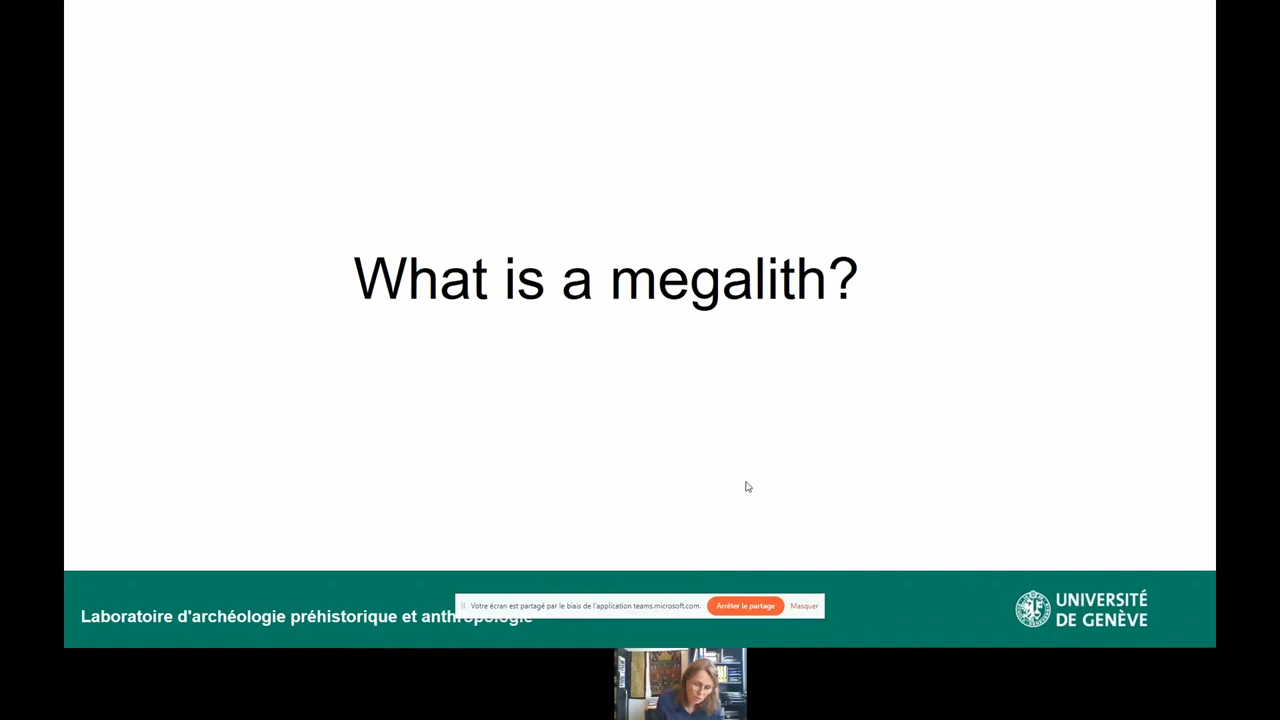 What is a megalith?
Laboratoire d'archéologie préhistorique et anthropologie
Votre écran est partagé par le biais de l'application teams.microsoft.com.
Arrêter le partage
Masquer
UNIVERSITÉ
DE GENÈVE